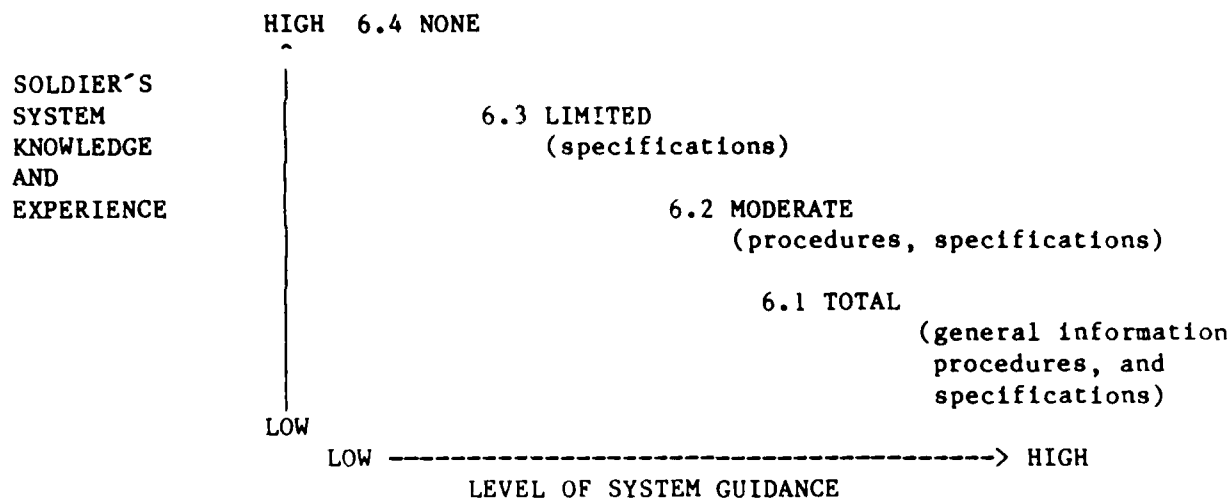 HIGH 6.4 NONE
SOLDIER´S
SYSTEM 6.3 LIMITED
KNOWLEDGE (specifications)
AND
EXPERIENCE 6.2 MODERATE
(procedures, specifications)
6.1 TOTAL
(general information
procedures, and
specifications)
LOW
LOW ----------------------------------------> HIGH
LEVEL OF SYSTEM GUIDANCE